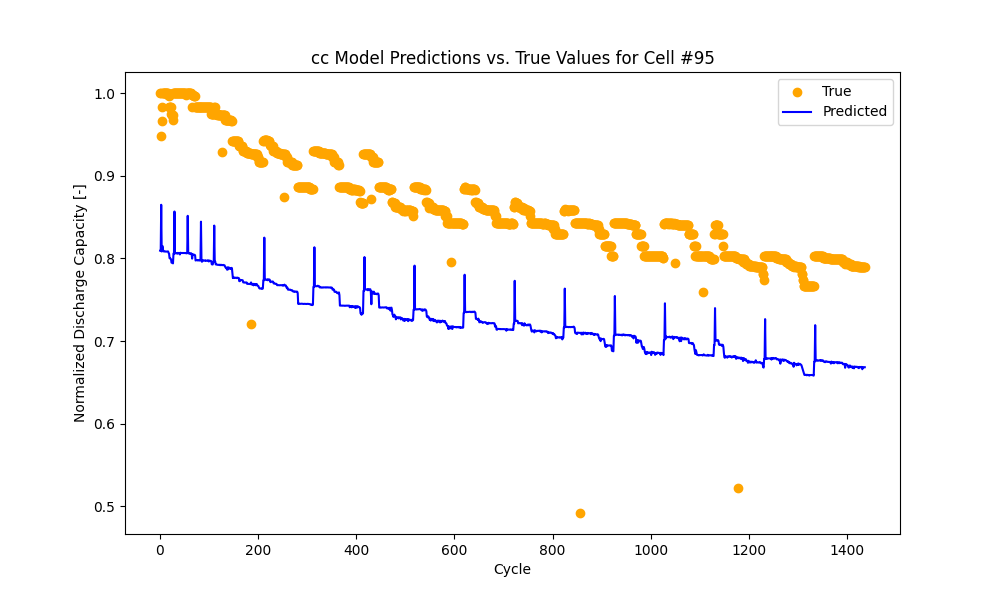 cc Model Predictions vs. True Values for Cell #95
True
Predicted
Normalized Discharge Capacity [-]
1.0
0.9
0.8
0.7
0.6
0.5
0
200
400
600
800
1000
1200
1400
Cycle